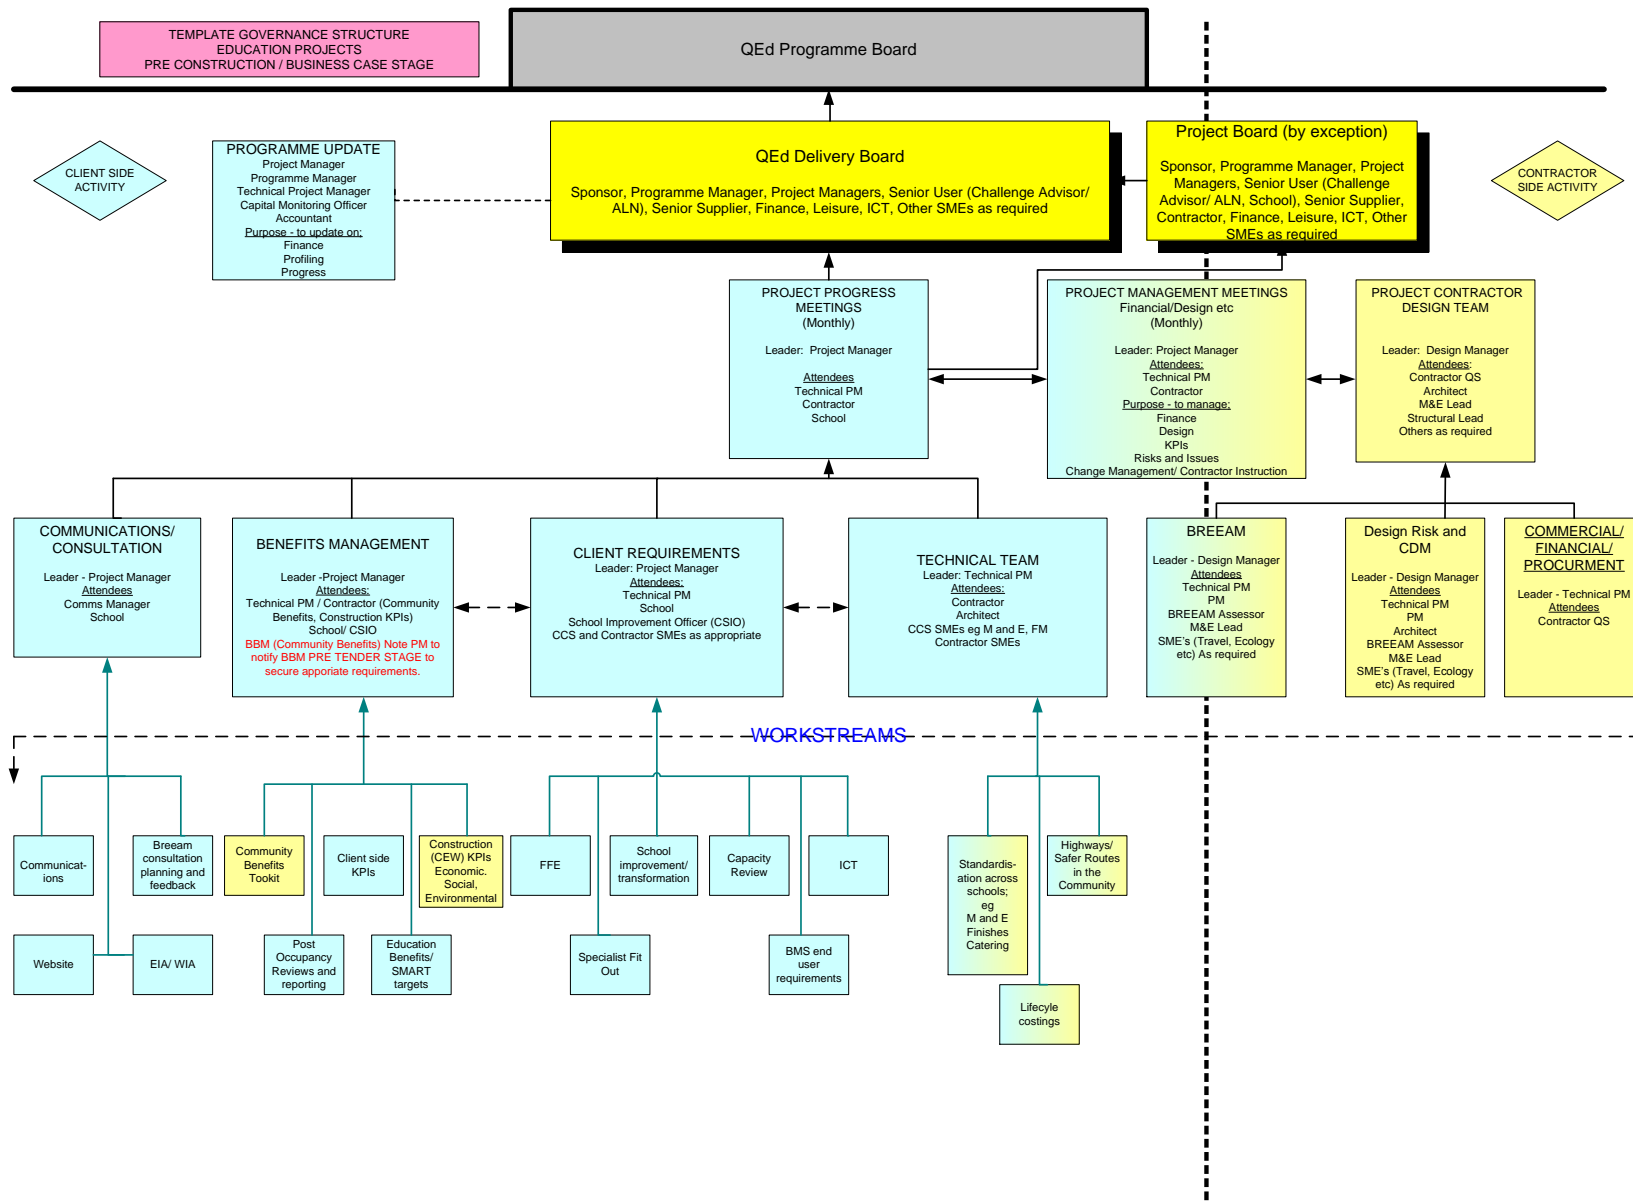 TEMPLATE GOVERNANCE STRUCTURE
EDUCATION PROJECTS
PRE CONSTRUCTION / BUSINESS CASE STAGE
QEd Programme Board
CLIENT SIDE
ACTIVITY
PROGRAMME UPDATE
Project Manager
Programme Manager
Technical Project Manager
Capital Monitoring Officer
Accountant
Purpose - to update on;
Finance
Profiling
Progress
QEd Delivery Board
Sponsor, Programme Manager, Project Managers, Senior User (Challenge Advisor/
ALN), Senior Supplier, Finance, Leisure, ICT, Other SMEs as required
Project Board (by exception)
Sponsor, Programme Manager, Project
Managers, Senior User (Challenge
Advisor/ ALN, School), Senior Supplier,
Contractor, Finance, Leisure, ICT, Other
SMEs as required
CONTRACTOR
SIDE ACTIVITY
PROJECT PROGRESS
MEETINGS
(Monthly)
Leader:  Project Manager
Attendees
Technical PM
Contractor
School
PROJECT MANAGEMENT MEETINGS
Financial/Design etc
(Monthly)
Leader: Project Manager
Attendees:
Technical PM
Contractor
Purpose - to manage;
Finance
Design
KPIs
Risks and Issues
Change Management/ Contractor Instruction
PROJECT CONTRACTOR
DESIGN TEAM
Leader:  Design Manager
Attendees:
Contractor QS
Architect
M&E Lead
Structural Lead
Others as required
COMMUNICATIONS/
CONSULTATION
Leader - Project Manager
Attendees
Comms Manager
School
BENEFITS MANAGEMENT
Leader -Project Manager
Attendees:
Technical PM / Contractor (Community
Benefits, Construction KPIs)
School/ CSIO
BBM (Community Benefits) Note PM to
notify BBM PRE TENDER STAGE to
secure apporiate requirements.
CLIENT REQUIREMENTS
Leader: Project Manager
Attendees:
Technical PM
School
School Improvement Officer (CSIO)
CCS and Contractor SMEs as appropriate
TECHNICAL TEAM
Leader: Technical PM
Attendees:
Contractor
Architect
CCS SMEs eg M and E, FM
Contractor SMEs
BREEAM
Leader - Design Manager
Attendees
Technical PM
PM
BREEAM Assessor
M&E Lead
SME's (Travel, Ecology
etc) As required
Design Risk and
CDM
Leader - Design Manager
Attendees
Technical PM
PM
Architect
BREEAM Assessor
M&E Lead
SME's (Travel, Ecology
etc) As required
COMMERCIAL/
FINANCIAL/
PROCURMENT
Leader - Technical PM
Attendees
Contractor QS
WORKSTREAMS
Communicat-
ions
Breeam
consultation
planning and
feedback
Community
Benefits
Tookit
Client side
KPIs
Construction
(CEW) KPIs
Economic.
Social,
Environmental
FFE
School
improvement/
transformation
Capacity
Review
ICT
Standardis-
ation across
schools;
eg
M and E
Finishes
Catering
Highways/
Safer Routes
in the
Community
Website
EIA/ WIA
Post
Occupancy
Reviews and
reporting
Education
Benefits/
SMART
targets
Specialist Fit
Out
BMS end
user
requirements
Lifecyle
costings